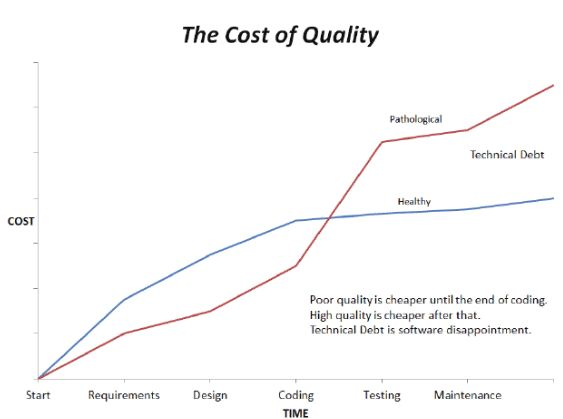 The Cost of Quality
Pathological
Technical Debt
Healthy
COST
Poor quality is cheaper until the end of coding.
High quality is cheaper after that.
Technical Debt is software disappointment.
Start Requirements Design Coding Testing Maintenance
TIME